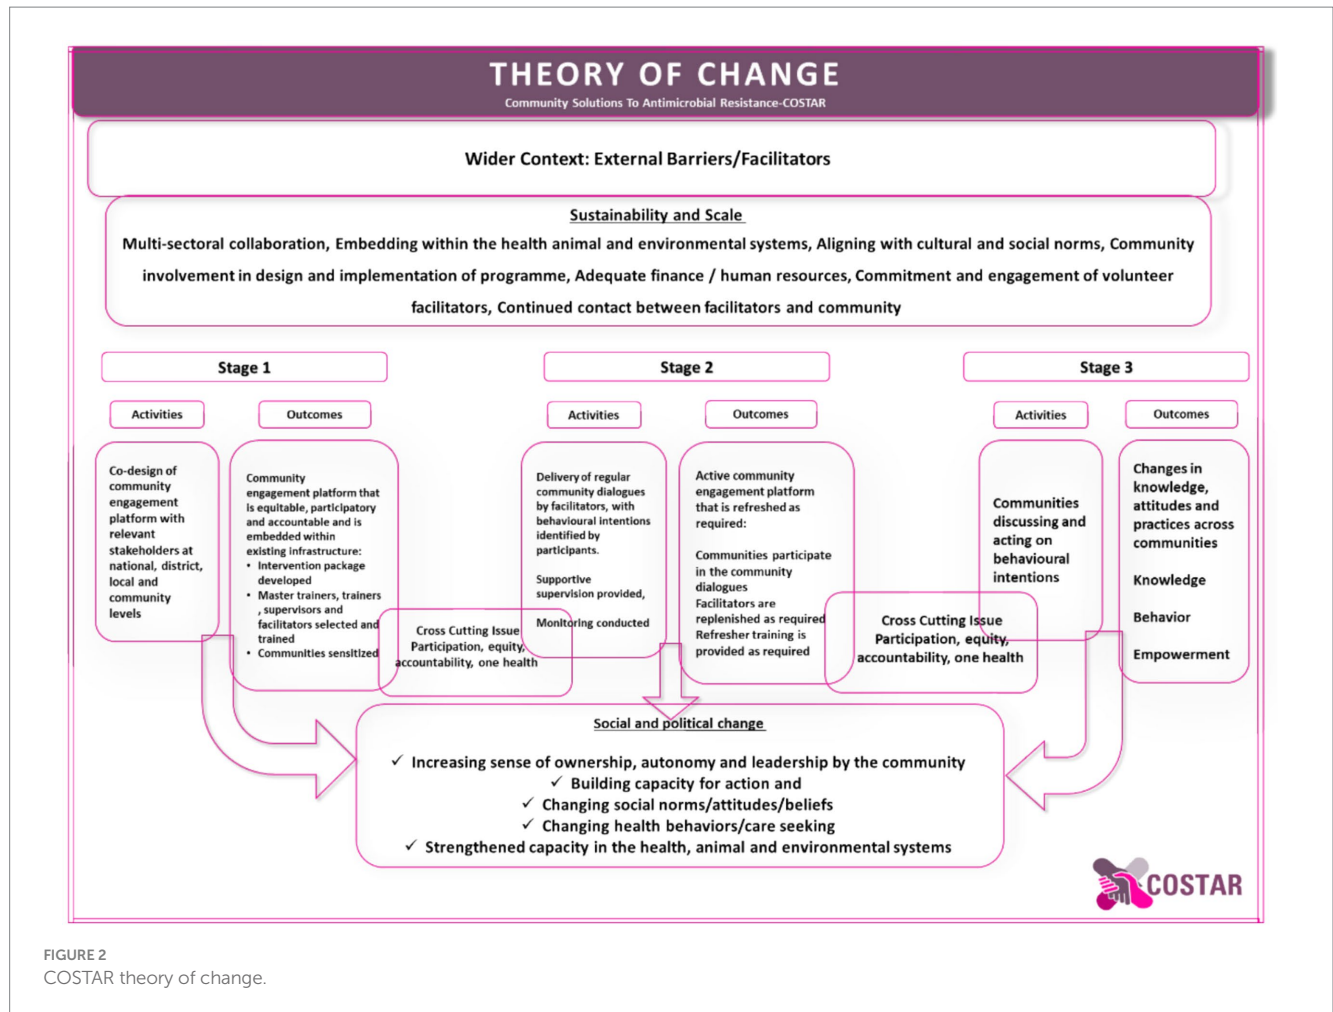 THEORY OF CHANGE
Community Solutions To Antimicrobial Resistance-COSTAR
Wider Context: External Barriers/Facilitators
Sustainability and Scale
Multi-sectoral collaboration, Embedding within the health animal and environmental systems, Aligning with cultural and social norms, Community
involvement in design and implementation of programme, Adequate finance / human resources, Commitment and engagement of volunteer
facilitators, Continued contact between facilitators and community
Stage 1
Activities
Co-design of
community
engagement
platform with
relevant
stakeholders at
national, district,
local and
community
levels
Outcomes
Community
engagement platform that
is equitable, participatory
and accountable and is
embedded within
existing infrastructure:
• Intervention package
developed
• Master trainers, trainers
, supervisors and
facilitators selected and
trained
• Communities sensitized
Cross Cutting Issue
Participation, equity,
accountability, one health
Stage 2
Activities
Delivery of regular
community dialogues
by facilitators, with
behavioural intentions
identified by
participants.
Supportive
supervision provided,
Monitoring conducted
Outcomes
Active community
engagement platform
that is refreshed as
required:
Communities participate
in the community
dialogues
Facilitators are
replenished as required
Refresher training is
provided as required
Cross Cutting Issue
Participation, equity,
accountability, one health
Stage 3
Activities
Communities
discussing and
acting on
behavioural
intentions
Outcomes
Changes in
knowledge,
attitudes and
practices across
communities
Knowledge
Behavior
Empowerment
Social and political change
✓ Increasing sense of ownership, autonomy and leadership by the community
✓ Building capacity for action and
✓ Changing social norms/attitudes/beliefs
✓ Changing health behaviors/care seeking
✓ Strengthened capacity in the health, animal and environmental systems
COSTAR
FIGURE 2
COSTAR theory of change.